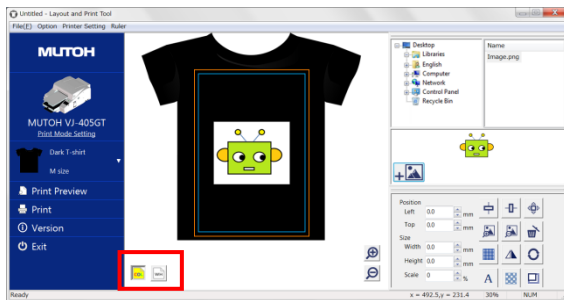 Untitled - Layout and Print Tool
File(F) Option Printer Setting Ruler
MUTOH
MUTOH VJ-405GT
Print Mode Setting
Dark T-shirt
M size
Print Preview
Print
Version
Exit
Desktop
Libraries
English
Computer
Network
Control Panel
Recycle Bin
Name
Image.png
Position
Left 0.0 mm
Top 0.0 mm
Size
Width 0.0 mm
Height 0.0 mm
Scale 0 %
A
Ready
x = 492.5,y = 231.4 30% NUM